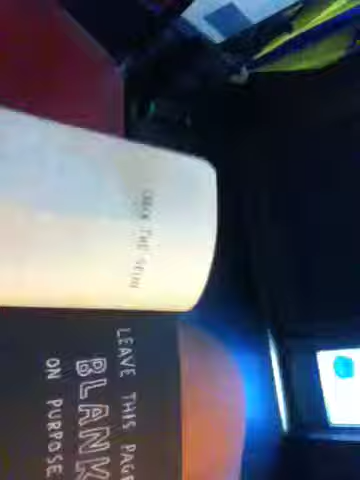 CRACK THE SPINE
LEAVE THIS PAGE
BLANK
ON PURPOSE